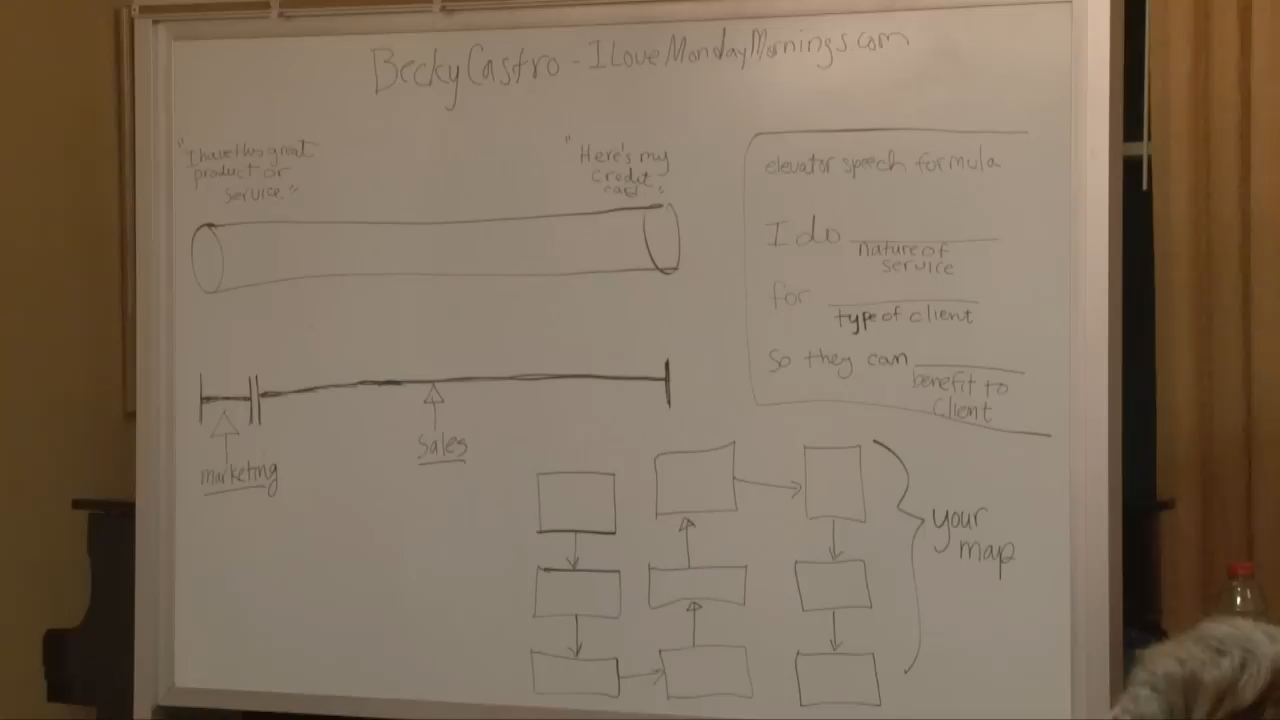 Becky Castro - ILoveMondayMornings.com
"I have this great
product or
service."
"Here's my
credit
card."
elevator speech formula
I do
nature of
service
for
type of client
So they can
benefit to
Client
marketing
Sales
your
map